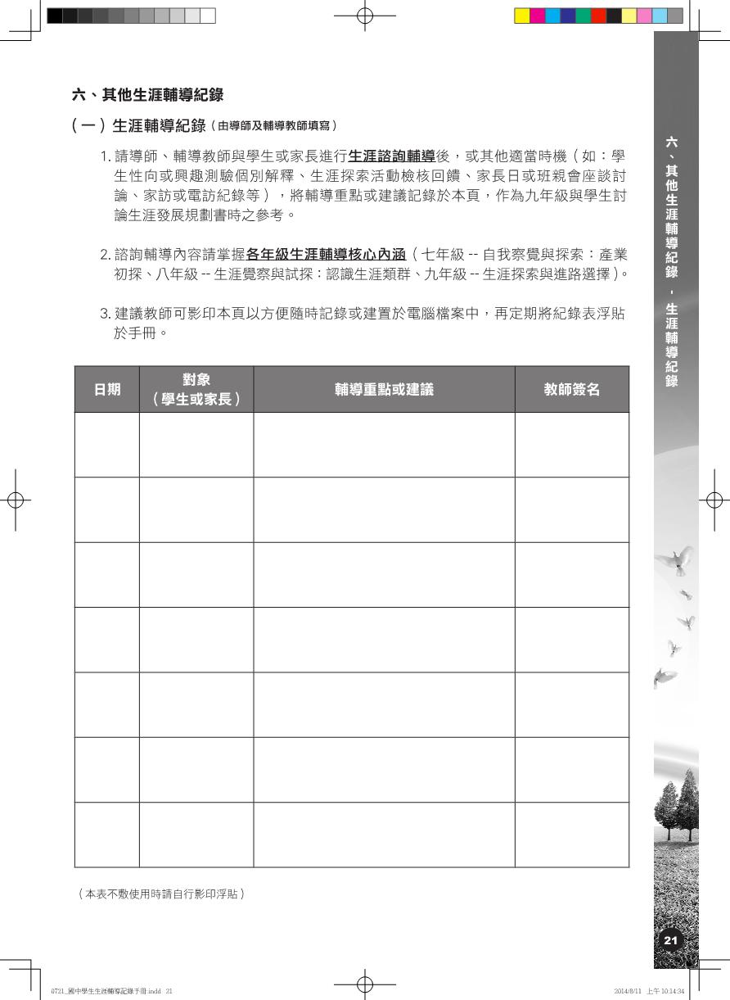 六、其他生涯輔導紀錄
（一）生涯輔導紀錄（由導師及輔導教師填寫）
1. 請導師、輔導教師與學生或家長進行生涯諮詢輔導後，或其他適當時機（如：學
生性向或興趣測驗個別解釋、生涯探索活動檢核回饋、家長日或班親會座談討
論、家訪或電訪紀錄等），將輔導重點或建議記錄於本頁，作為九年級與學生討
論生涯發展規劃書時之參考。
2. 諮詢輔導內容請掌握各年級生涯輔導核心內涵（七年級 -- 自我察覺與探索：產業
初探、八年級 -- 生涯覺察與試探：認識生涯類群、九年級 -- 生涯探索與進路選擇）。
3. 建議教師可影印本頁以方便隨時記錄或建置於電腦檔案中，再定期將紀錄表浮貼
於手冊。
日期
對象
（學生或家長）
輔導重點或建議
教師簽名
（本表不敷使用時請自行影印浮貼）
六、其他生涯輔導紀錄 - 生涯輔導紀錄
21
0721_國中學生生涯輔導記錄手冊.indd 21
2014/8/11 上午 10:14:34